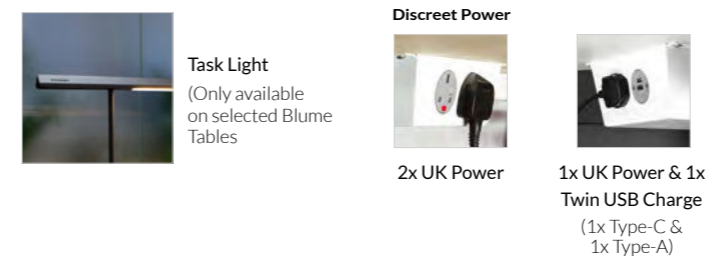 Task Light
(Only available
on selected Blume
Tables
Discreet Power
2x UK Power
1x UK Power & 1x
Twin USB Charge
(1x Type-C &
1x Type-A)